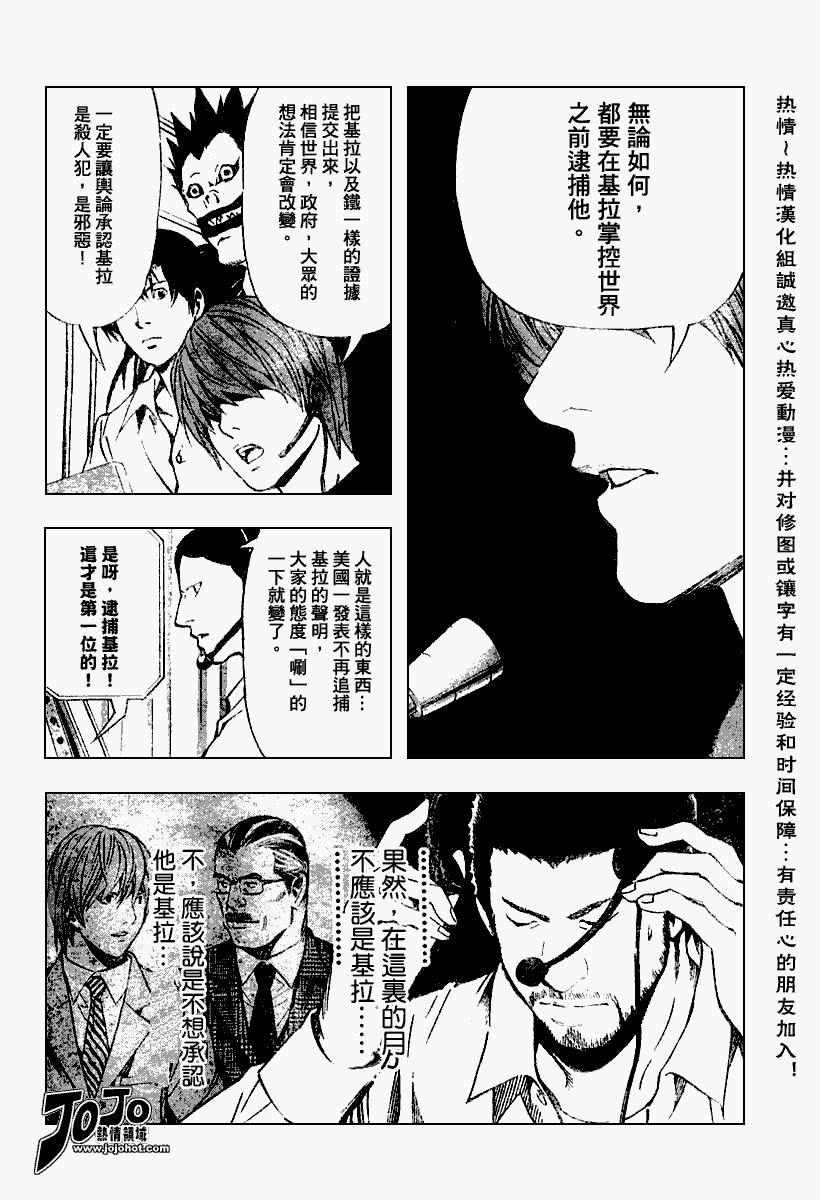 無論如何，
都要在基拉掌控世界
之前逮捕他。
把基拉以及鐵一樣的證據
提交出來，
相信世界，政府，大眾的
想法肯定會改變。
一定要讓輿論承認基拉
是殺人犯，是邪惡！
人就是這樣的東西…
美國一發表不再追捕
基拉的聲明，
大家的態度「唰」的
一下就變了。
是呀，逮捕基拉！
這才是第一位的！
果然，在這裏的月
不應該是基拉……
不，應該說是不想承認
他是基拉…
热情～热情漢化組誠邀真心热爱動漫…并对修图或镶字有一定经验和时间保障…有责任心的朋友加入！
JOJO
熱情領域
www.jojohot.com